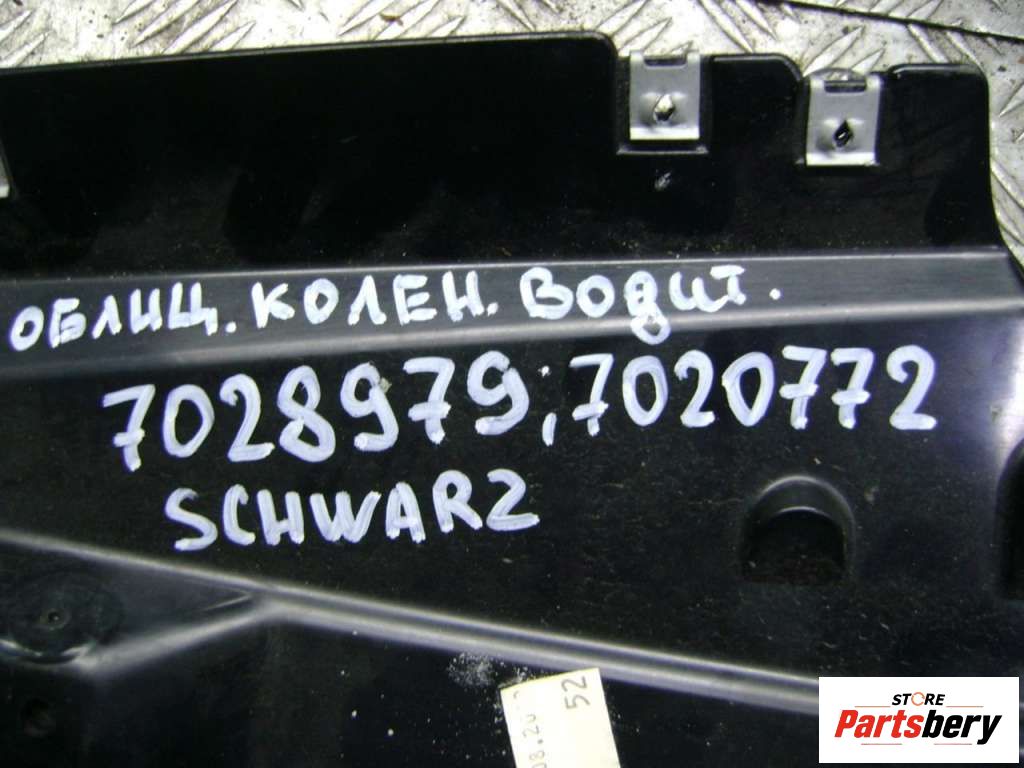 ОБЛИЦ. КОЛЕН. Водит.
7028979; 7020772
SCHWARZ
52
STORE
Partsbery